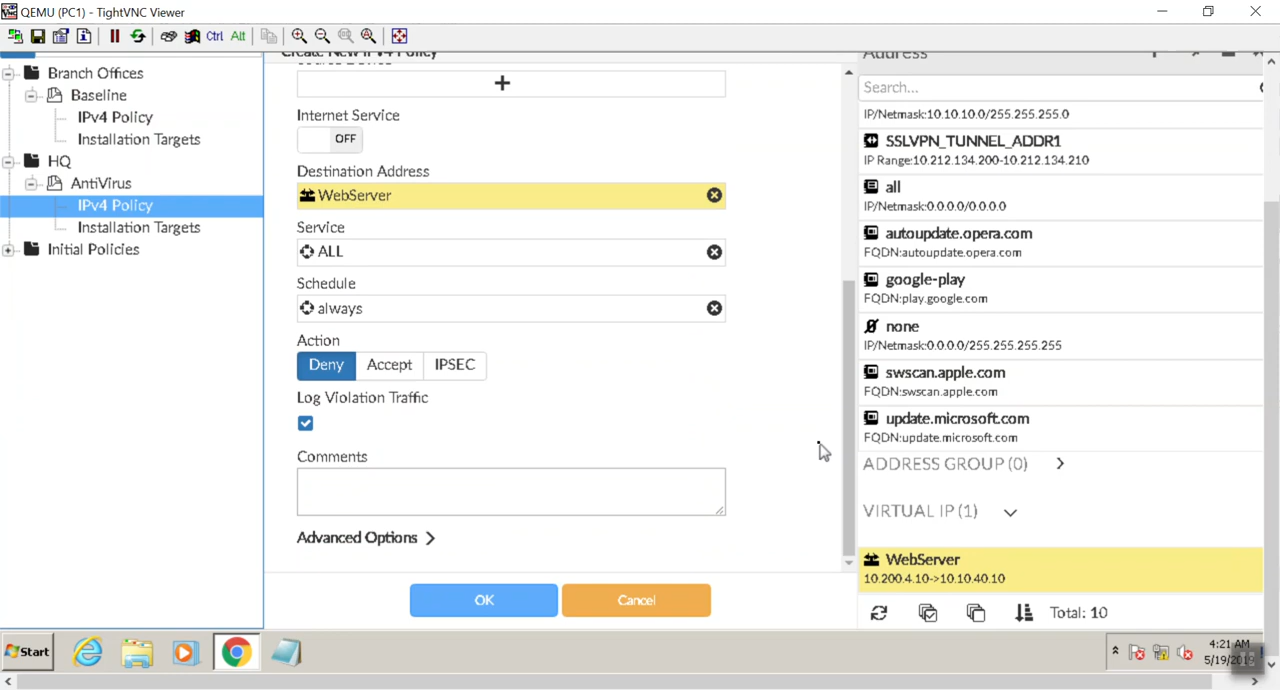 QEMU (PC1) - TightVNC Viewer
Ctrl Alt
Branch Offices
Baseline
IPv4 Policy
Installation Targets
HQ
AntiVirus
IPv4 Policy
Installation Targets
Initial Policies
Create New IPv4 Policy
Source Device
Internet Service
OFF
Destination Address
WebServer
Service
ALL
Schedule
always
Action
Deny Accept IPSEC
Log Violation Traffic
Comments
Advanced Options
OK Cancel
Address
Search...
IP/Netmask:10.10.10.0/255.255.255.0
SSLVPN_TUNNEL_ADDR1
IP Range:10.212.134.200-10.212.134.210
all
IP/Netmask:0.0.0.0/0.0.0.0
autoupdate.opera.com
FQDN:autoupdate.opera.com
google-play
FQDN:play.google.com
none
IP/Netmask:0.0.0.0/255.255.255.255
swscan.apple.com
FQDN:swscan.apple.com
update.microsoft.com
FQDN:update.microsoft.com
ADDRESS GROUP (0)
VIRTUAL IP (1)
WebServer
10.200.4.10->10.10.40.10
Total: 10
Start
4:21 AM